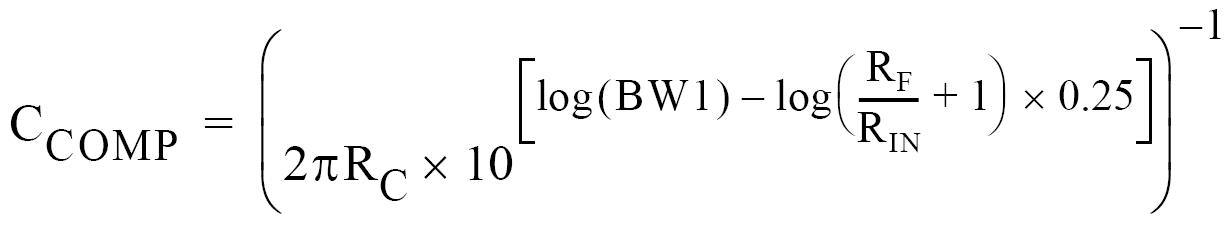 C_COMP = (2πR_C × 10^[log(BW1) – log(R_F/R_IN + 1) × 0.25])^–1